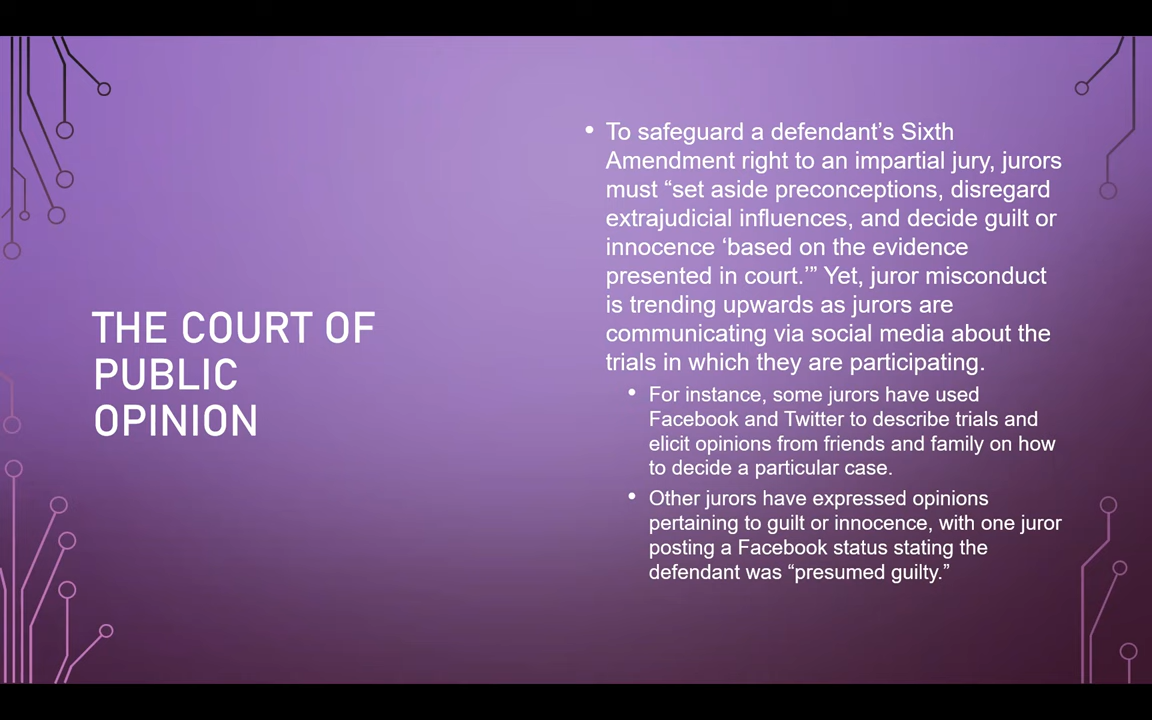 THE COURT OF
PUBLIC
OPINION
• To safeguard a defendant’s Sixth
Amendment right to an impartial jury, jurors
must “set aside preconceptions, disregard
extrajudicial influences, and decide guilt or
innocence ‘based on the evidence
presented in court.’” Yet, juror misconduct
is trending upwards as jurors are
communicating via social media about the
trials in which they are participating.
• For instance, some jurors have used
Facebook and Twitter to describe trials and
elicit opinions from friends and family on how
to decide a particular case.
• Other jurors have expressed opinions
pertaining to guilt or innocence, with one juror
posting a Facebook status stating the
defendant was “presumed guilty.”